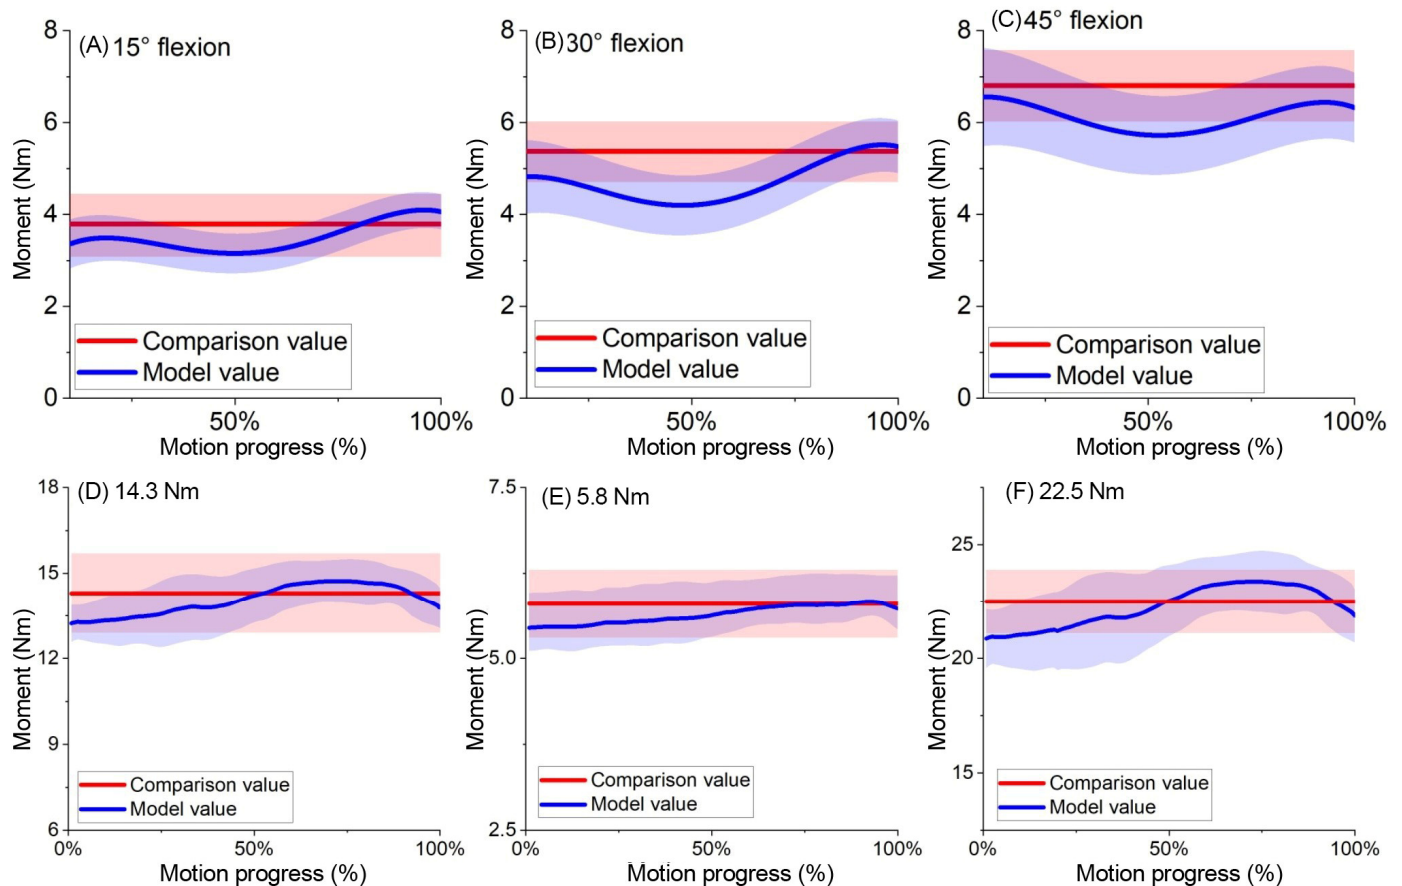 (A) 15° flexion
8
6
4
2
0
Moment (Nm)
Comparison value
Model value
50%
100%
Motion progress (%)
(B) 30° flexion
8
6
4
2
0
Moment (Nm)
Comparison value
Model value
50%
100%
Motion progress (%)
(C) 45° flexion
8
6
4
2
0
Moment (Nm)
Comparison value
Model value
50%
100%
Motion progress (%)
(D) 14.3 Nm
18
15
12
9
6
Moment (Nm)
Comparison value
Model value
0%
50%
100%
Motion progress (%)
(E) 5.8 Nm
7.5
5.0
2.5
Moment (Nm)
Comparison value
Model value
0%
50%
100%
Motion progress (%)
(F) 22.5 Nm
25
20
15
Moment (Nm)
Comparison value
Model value
0%
50%
100%
Motion progress (%)